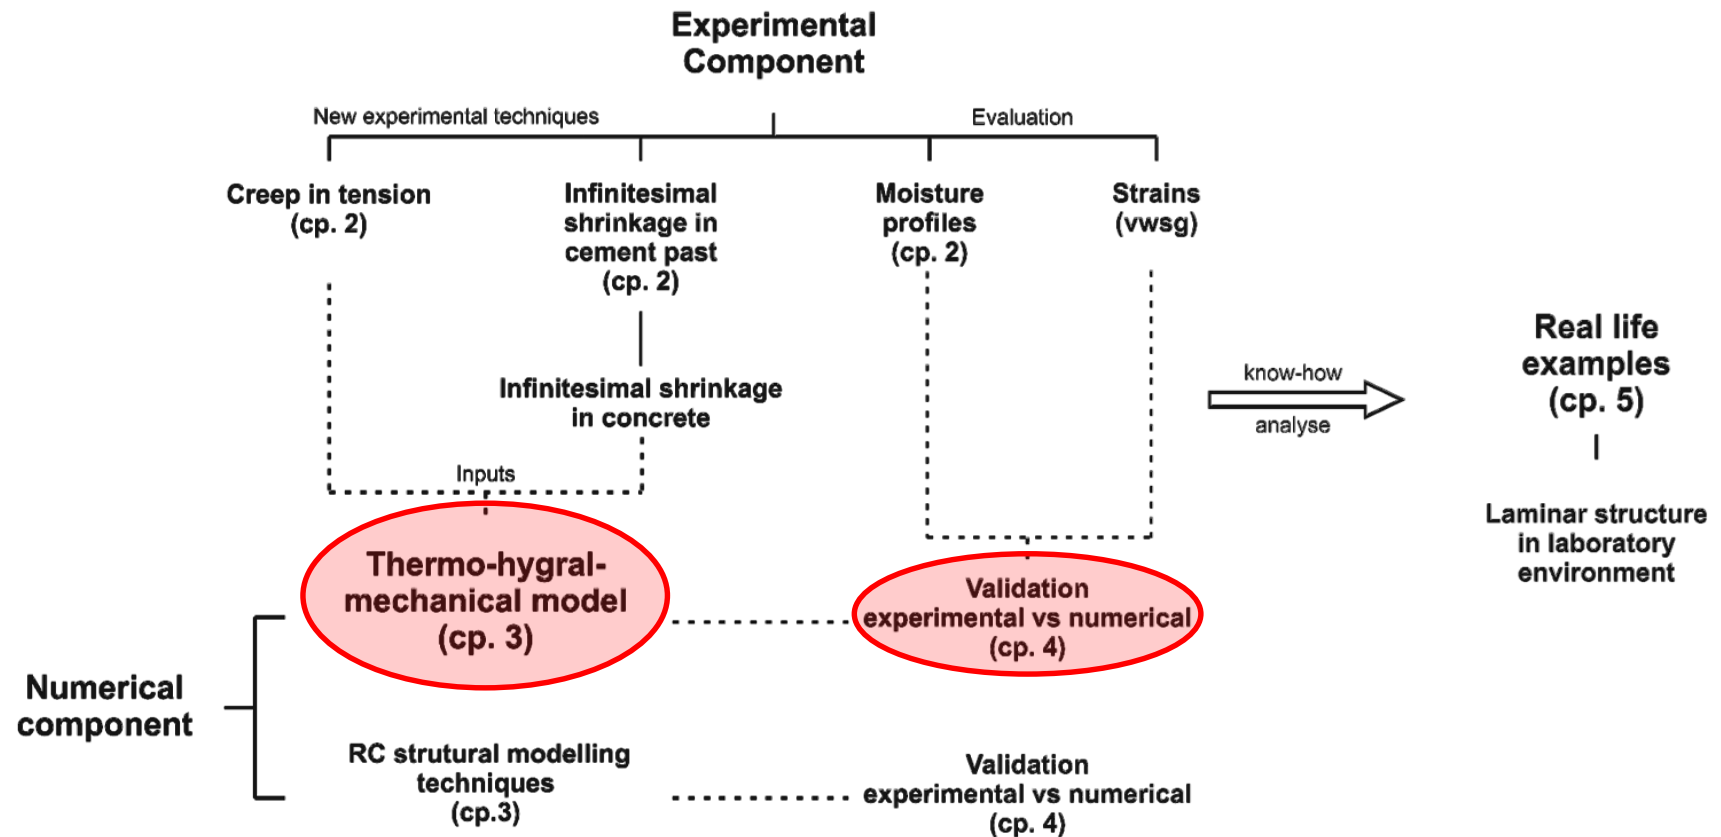 Experimental
Component
New experimental techniques
Evaluation
Creep in tension
(cp. 2)
Infinitesimal
shrinkage in
cement past
(cp. 2)
Moisture
profiles
(cp. 2)
Strains
(vwsg)
Infinitesimal shrinkage
in concrete
Inputs
know-how
analyse
Real life
examples
(cp. 5)
Laminar structure
in laboratory
environment
Thermo-hygral-
mechanical model
(cp. 3)
Validation
experimental vs numerical
(cp. 4)
Numerical
component
RC strutural modelling
techniques
(cp.3)
Validation
experimental vs numerical
(cp. 4)